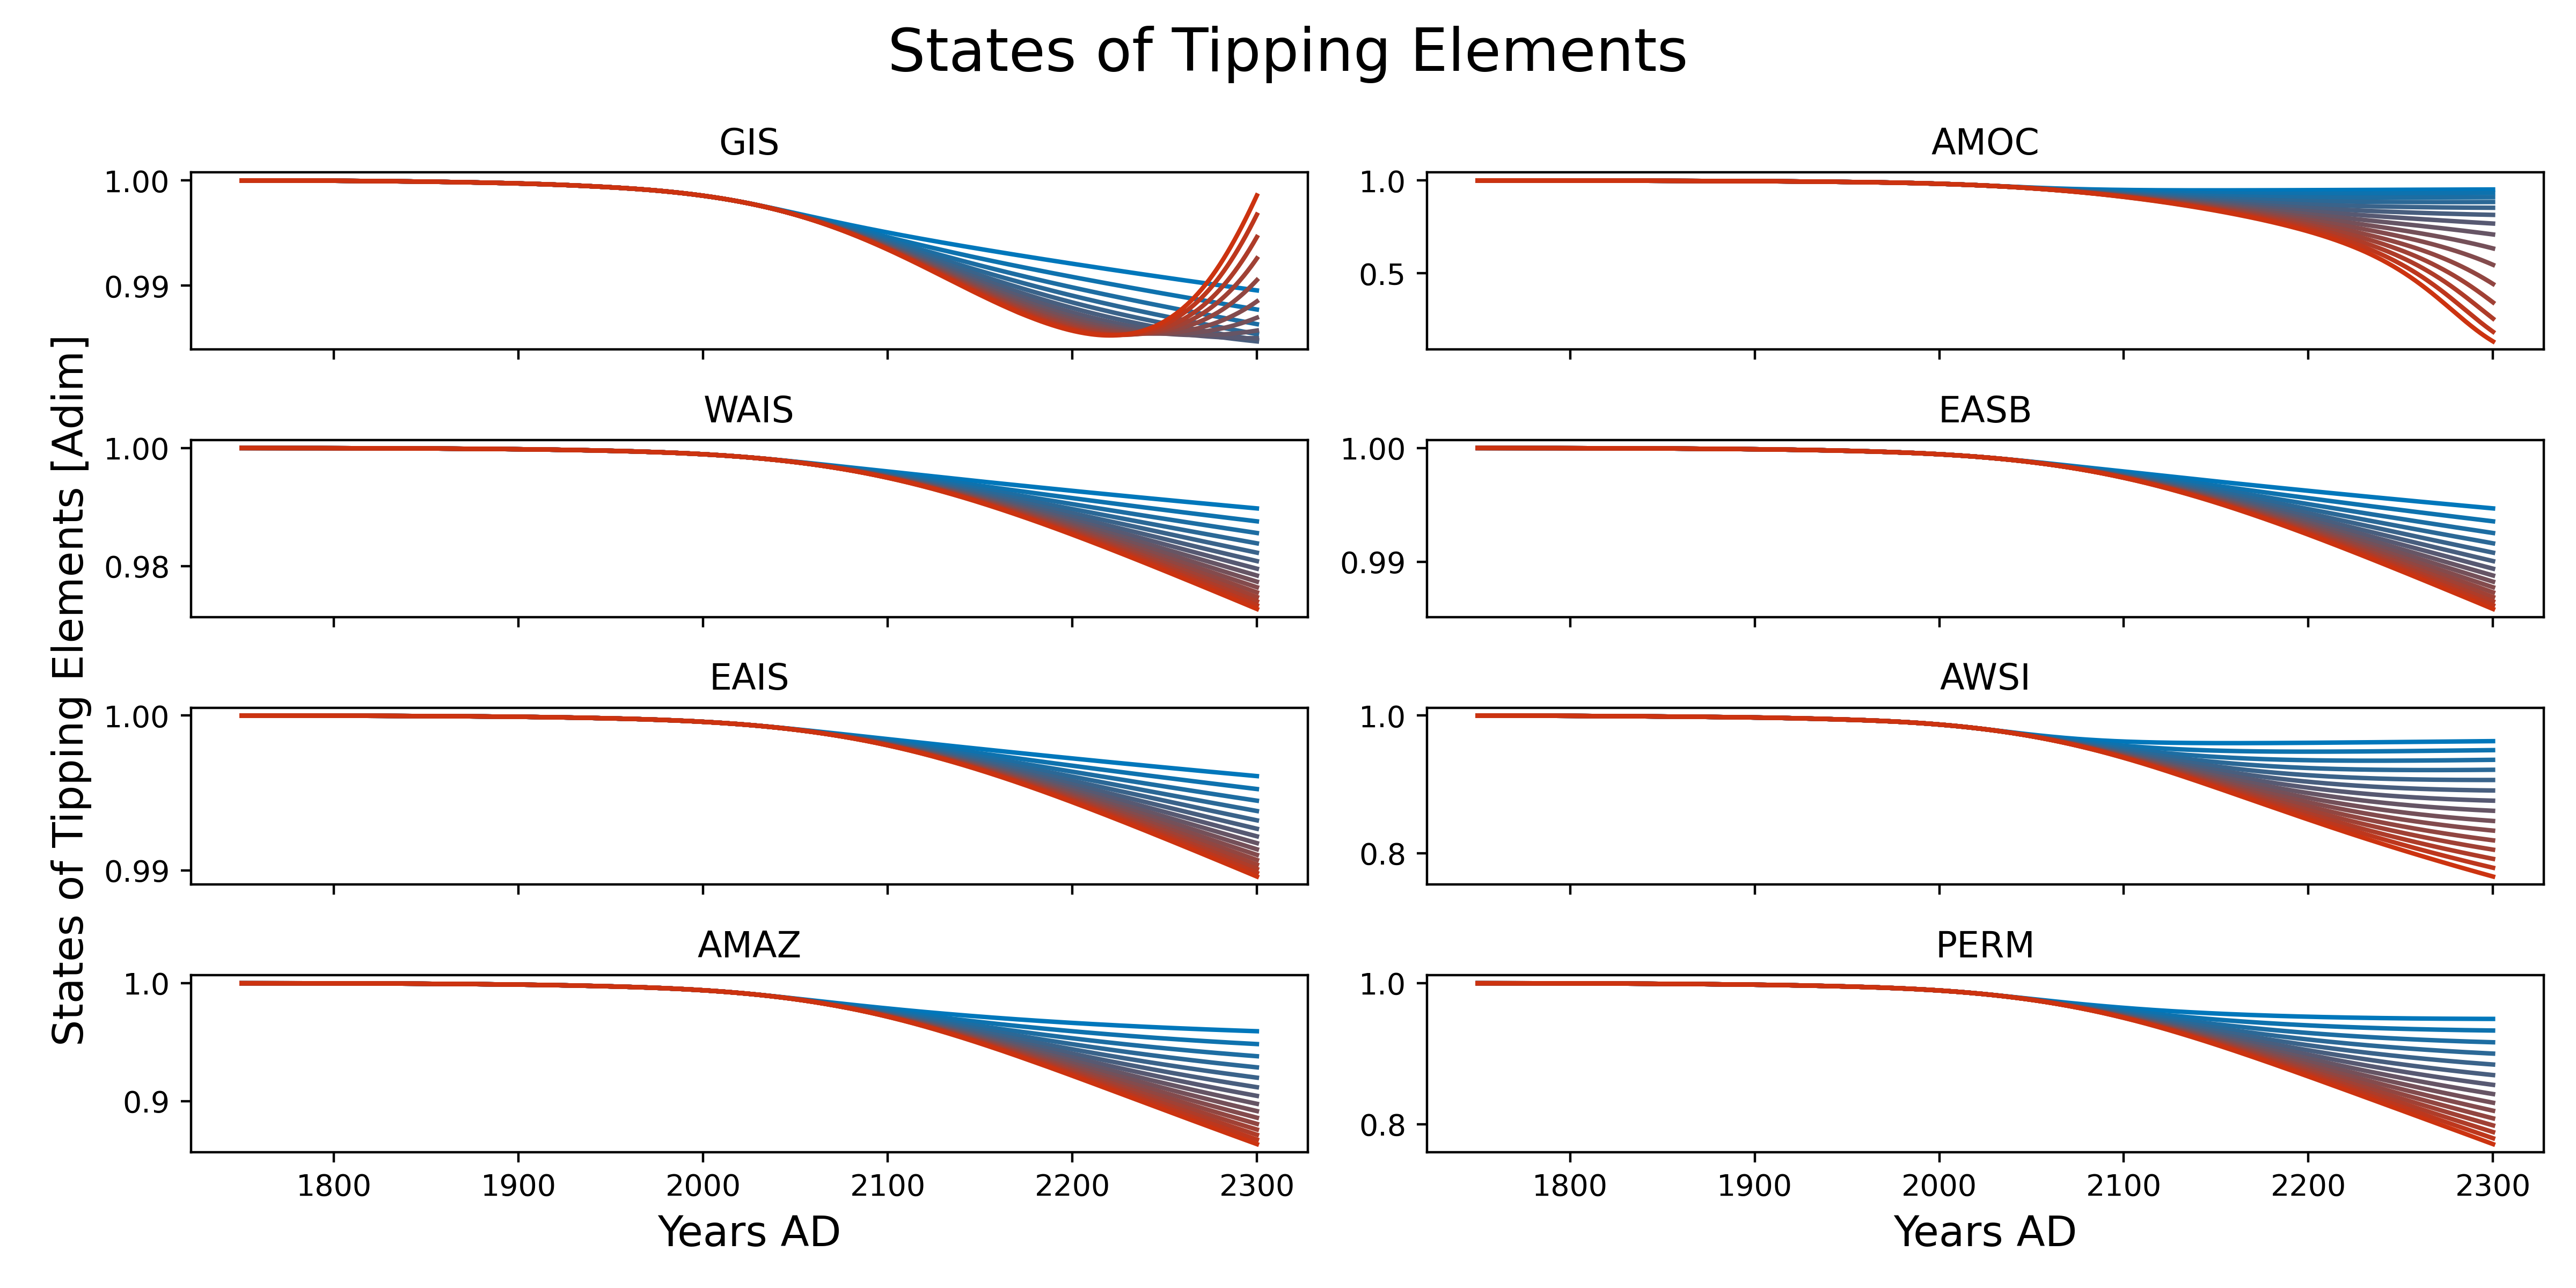 States of Tipping Elements
States of Tipping Elements [Adim]
GIS
1.00
0.99
AMOC
1.0
0.5
WAIS
1.00
0.98
EASB
1.00
0.99
EAIS
1.00
0.99
AWSI
1.0
0.8
AMAZ
1.0
0.9
1800 1900 2000 2100 2200 2300
Years AD
PERM
1.0
0.8
1800 1900 2000 2100 2200 2300
Years AD